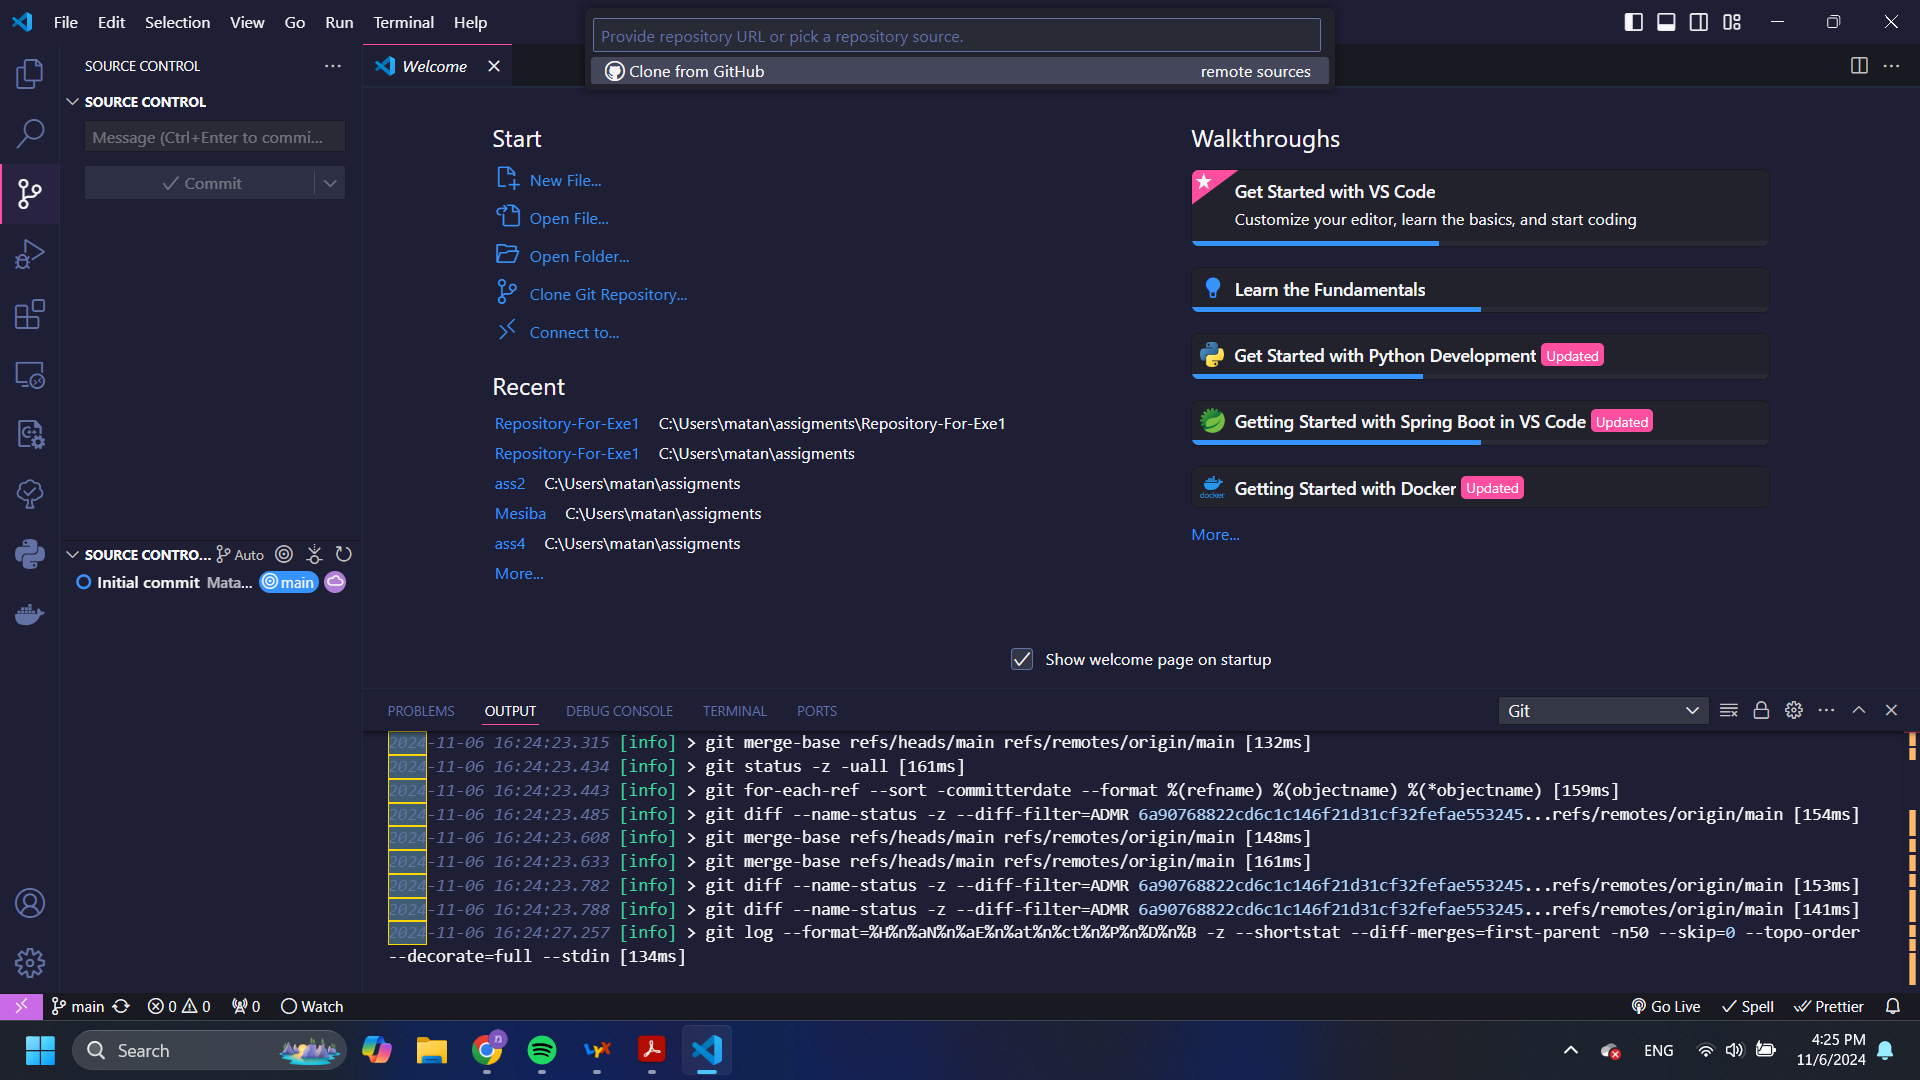 File Edit Selection View Go Run Terminal Help
Provide repository URL or pick a repository source.
Clone from GitHub remote sources
SOURCE CONTROL
Welcome
SOURCE CONTROL
Message (Ctrl+Enter to commi...
Commit
Start
New File...
Open File...
Open Folder...
Clone Git Repository...
Connect to...
Recent
Repository-For-Exe1 C:\Users\matan\assigments\Repository-For-Exe1
Repository-For-Exe1 C:\Users\matan\assigments
ass2 C:\Users\matan\assigments
Mesiba C:\Users\matan\assigments
ass4 C:\Users\matan\assigments
More...
Walkthroughs
Get Started with VS Code
Customize your editor, learn the basics, and start coding
Learn the Fundamentals
Get Started with Python Development Updated
Getting Started with Spring Boot in VS Code Updated
docker Getting Started with Docker Updated
More...
SOURCE CONTRO... Auto
Initial commit Mata... main
Show welcome page on startup
PROBLEMS OUTPUT DEBUG CONSOLE TERMINAL PORTS Git
2024-11-06 16:24:23.315 [info] > git merge-base refs/heads/main refs/remotes/origin/main [132ms]
2024-11-06 16:24:23.434 [info] > git status -z -uall [161ms]
2024-11-06 16:24:23.443 [info] > git for-each-ref --sort -committerdate --format %(refname) %(objectname) %(*objectname) [159ms]
2024-11-06 16:24:23.485 [info] > git diff --name-status -z --diff-filter=ADMR 6a90768822cd6c1c146f21d31cf32fefae553245...refs/remotes/origin/main [154ms]
2024-11-06 16:24:23.608 [info] > git merge-base refs/heads/main refs/remotes/origin/main [148ms]
2024-11-06 16:24:23.633 [info] > git merge-base refs/heads/main refs/remotes/origin/main [161ms]
2024-11-06 16:24:23.782 [info] > git diff --name-status -z --diff-filter=ADMR 6a90768822cd6c1c146f21d31cf32fefae553245...refs/remotes/origin/main [153ms]
2024-11-06 16:24:23.788 [info] > git diff --name-status -z --diff-filter=ADMR 6a90768822cd6c1c146f21d31cf32fefae553245...refs/remotes/origin/main [141ms]
2024-11-06 16:24:27.257 [info] > git log --format=%H%n%aN%n%aE%n%at%n%ct%n%P%n%D%n%B -z --shortstat --diff-merges=first-parent -n50 --skip=0 --topo-order
--decorate=full --stdin [134ms]
main 0 0 0 Watch Go Live Spell Prettier
Search n ENG 4:25 PM
11/6/2024